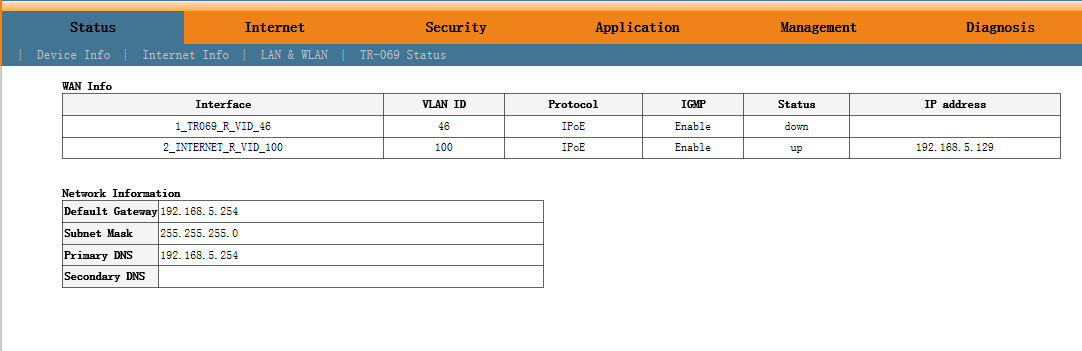 Status Internet Security Application Management Diagnosis
| Device Info | Internet Info | LAN & WLAN | TR-069 Status
WAN Info
Interface VLAN ID Protocol IGMP Status IP address
1_TR069_R_VID_46 46 IPoE Enable down
2_INTERNET_R_VID_100 100 IPoE Enable up 192.168.5.129
Network Information
Default Gateway 192.168.5.254
Subnet Mask 255.255.255.0
Primary DNS 192.168.5.254
Secondary DNS